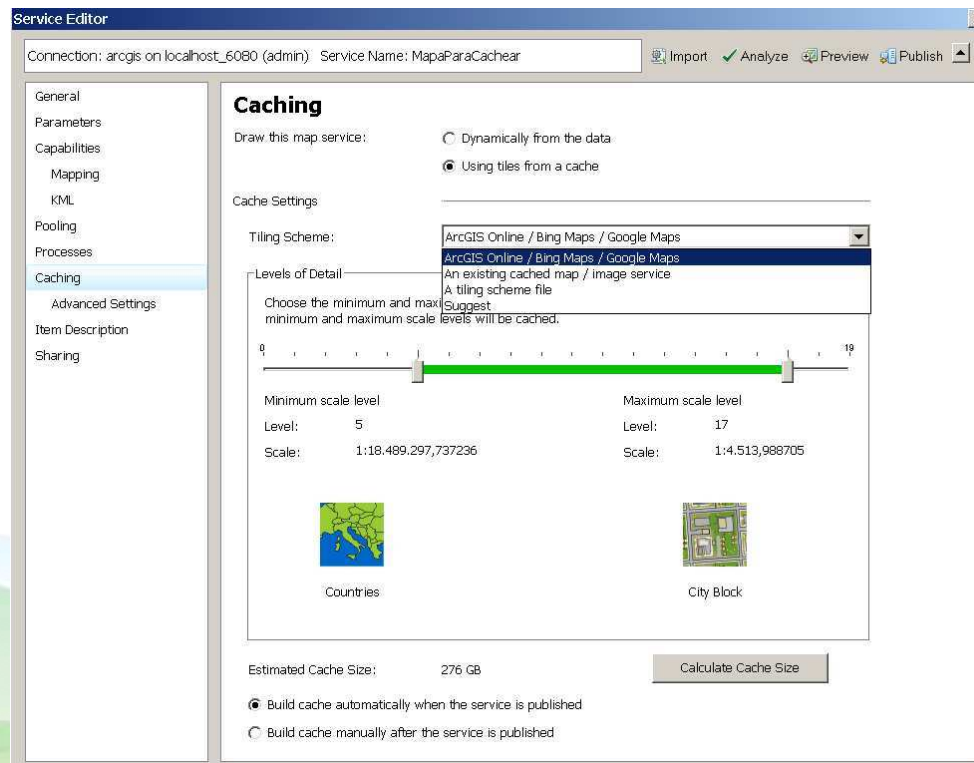 Service Editor
Connection: arcgis on localhost_6080 (admin) Service Name: MapaParaCachear
Import Analyze Preview Publish
General
Parameters
Capabilities
Mapping
KML
Pooling
Processes
Caching
Advanced Settings
Item Description
Sharing
Caching
Draw this map service:
Dynamically from the data
Using tiles from a cache
Cache Settings
Tiling Scheme:
ArcGIS Online / Bing Maps / Google Maps
ArcGIS Online / Bing Maps / Google Maps
An existing cached map / image service
A tiling scheme file
Suggest
Levels of Detail
Choose the minimum and maxi
minimum and maximum scale levels will be cached.
0 19
Minimum scale level
Level: 5
Scale: 1:18.489.297,737236
Maximum scale level
Level: 17
Scale: 1:4.513,988705
Countries
City Block
Estimated Cache Size: 276 GB
Calculate Cache Size
Build cache automatically when the service is published
Build cache manually after the service is published